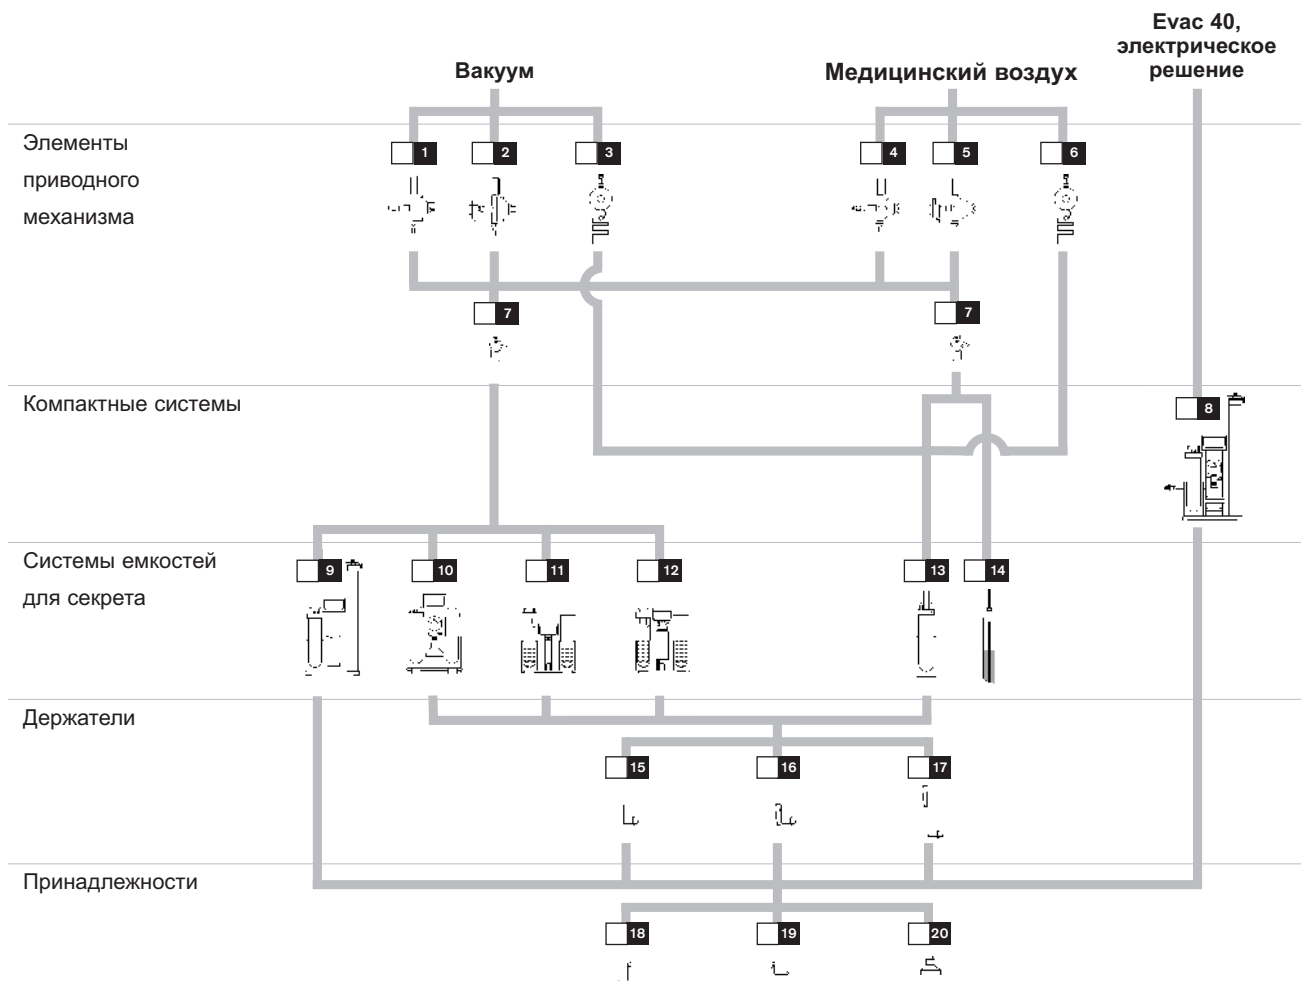 Evac 40,
электрическое
решение
Вакуум
Медицинский воздух
Элементы
приводного
механизма
1
2
3
4
5
6
7
7
Компактные системы
8
Системы емкостей
для секрета
9
10
11
12
13
14
Держатели
15
16
17
Принадлежности
18
19
20